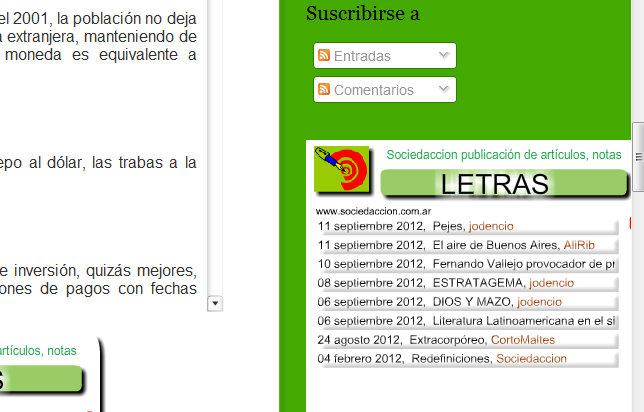 el 2001, la población no deja
a extranjera, manteniendo de
moneda es equivalente a
epo al dólar, las trabas a la
e inversión, quizás mejores,
ones de pagos con fechas
artículos, notas
S
Suscribirse a
Entradas
Comentarios
Sociedaccion publicación de artículos, notas
LETRAS
www.sociedaccion.com.ar
11 septiembre 2012, Pejes, jodencio
11 septiembre 2012, El aire de Buenos Aires, AliRib
10 septiembre 2012, Fernando Vallejo provocador de pr
08 septiembre 2012, ESTRATAGEMA, jodencio
06 septiembre 2012, DIOS Y MAZO, jodencio
06 septiembre 2012, Literatura Latinoamericana en el si
24 agosto 2012, Extracorpóreo, CortoMaltes
04 febrero 2012, Redefiniciones, Sociedaccion